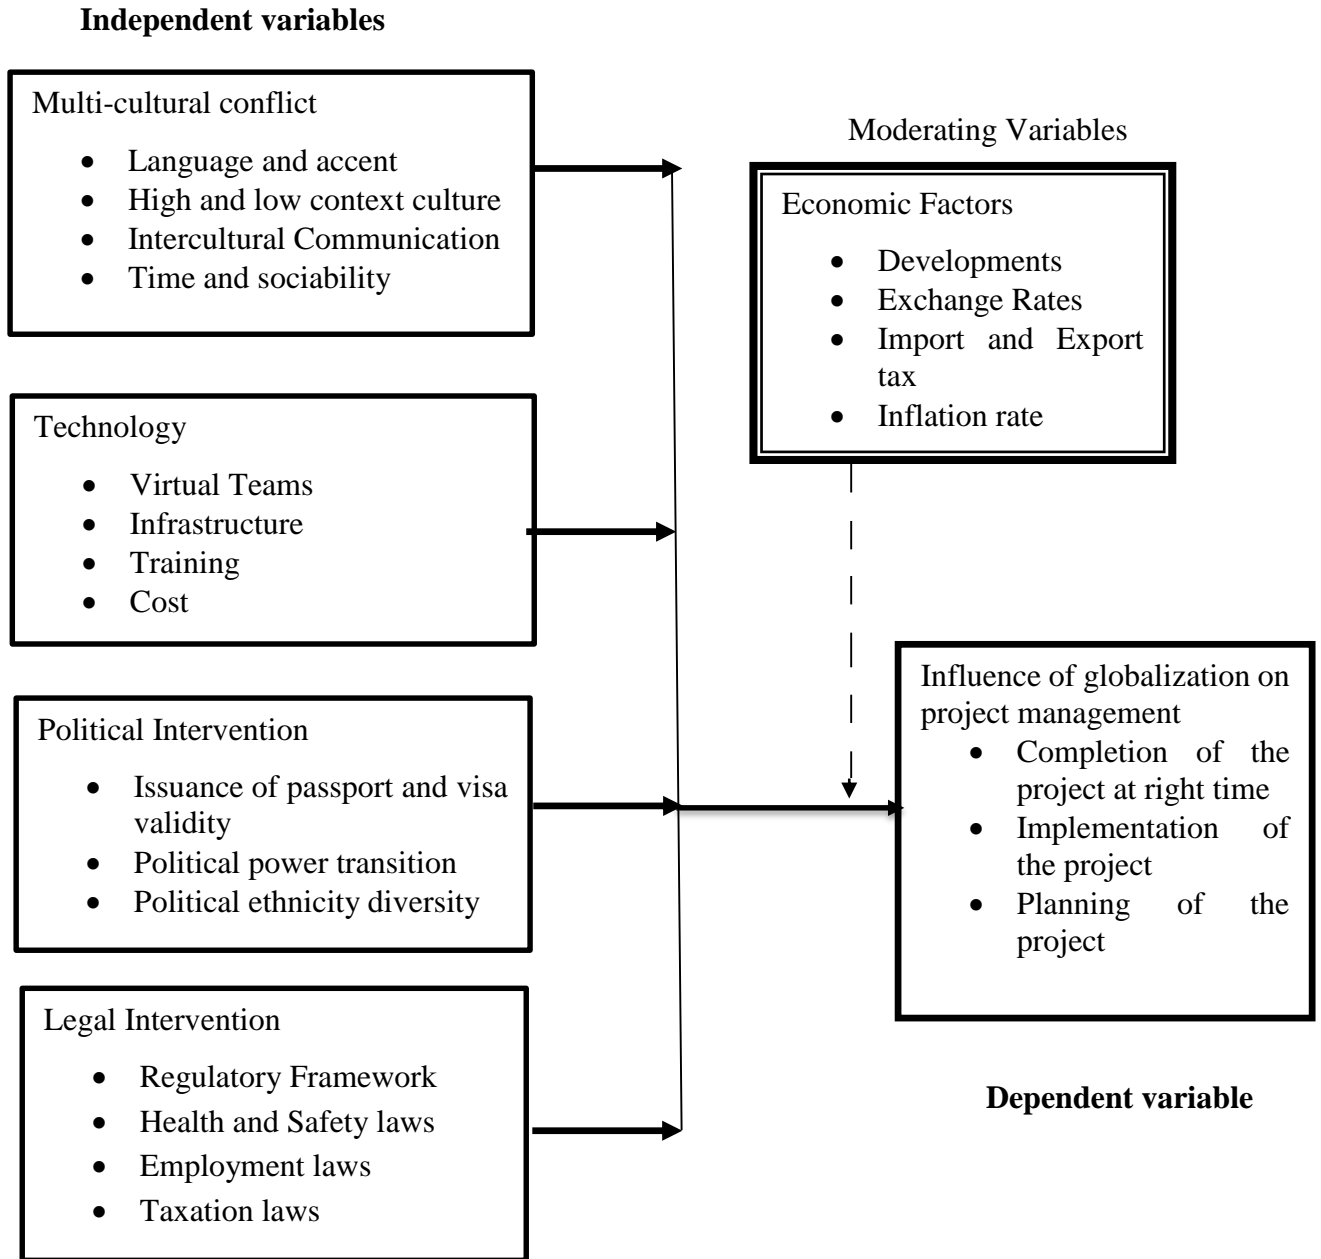 Independent variables
Multi-cultural conflict
• Language and accent
• High and low context culture
• Intercultural Communication
• Time and sociability
Technology
• Virtual Teams
• Infrastructure
• Training
• Cost
Political Intervention
• Issuance of passport and visa
validity
• Political power transition
• Political ethnicity diversity
Legal Intervention
• Regulatory Framework
• Health and Safety laws
• Employment laws
• Taxation laws
Moderating Variables
Economic Factors
• Developments
• Exchange Rates
• Import and Export
tax
• Inflation rate
Influence of globalization on
project management
• Completion of the
project at right time
• Implementation of
the project
• Planning of the
project
Dependent variable